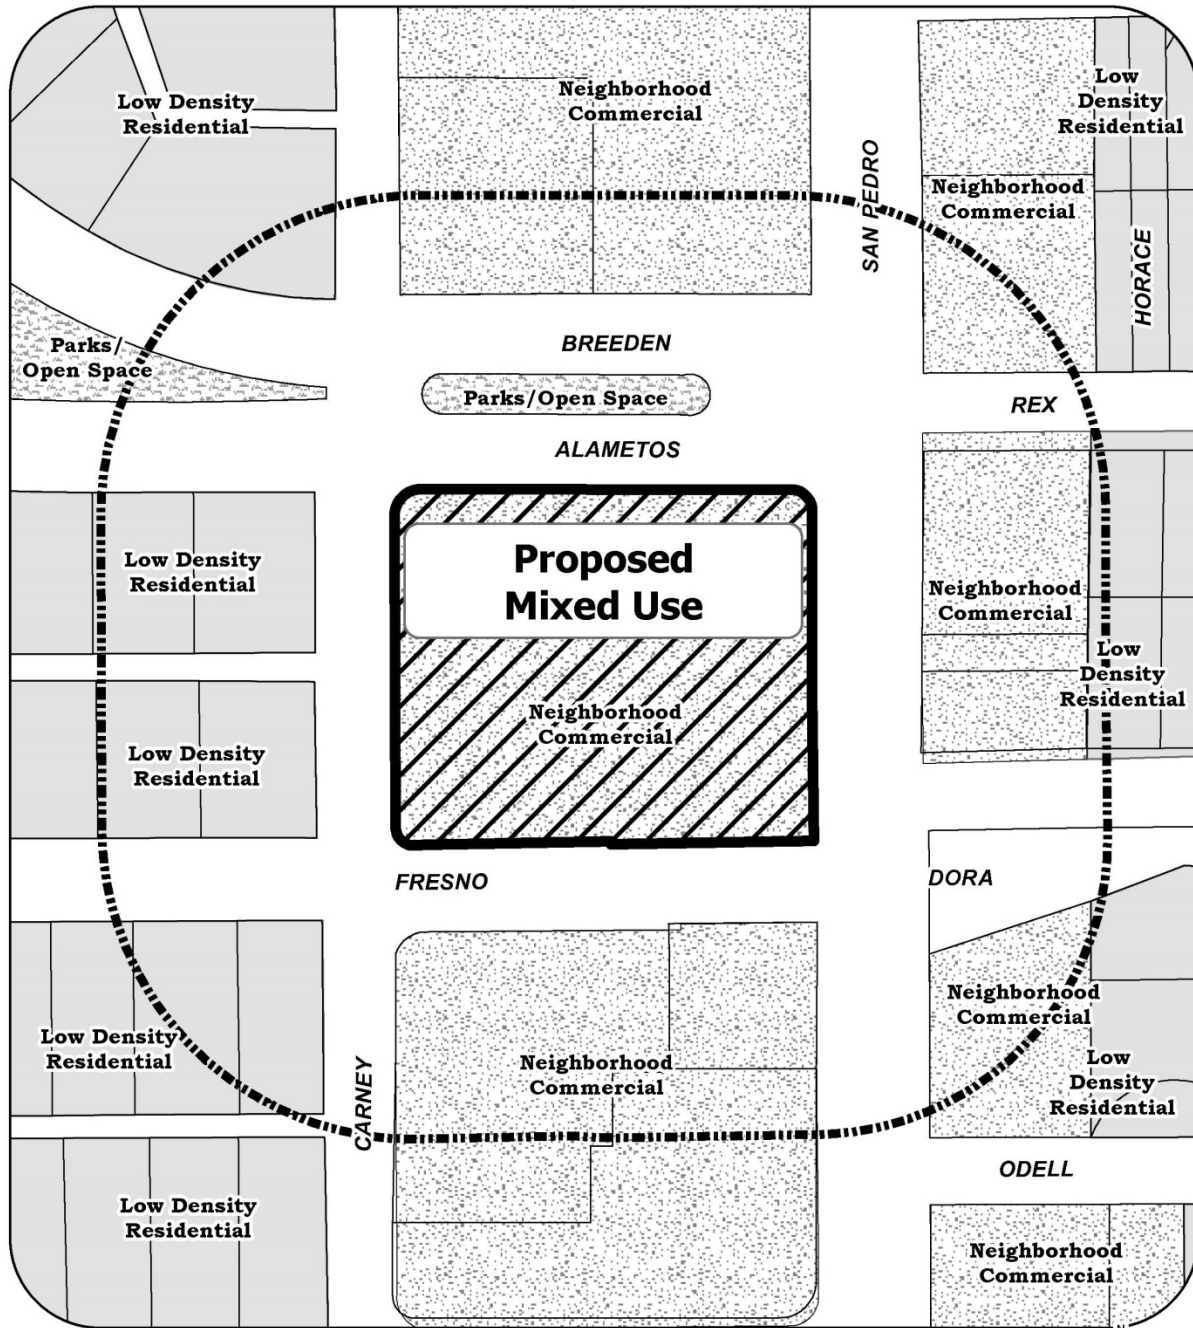 Low Density
Residential
Neighborhood
Commercial
SAN PEDRO
Low
Density
Residential
Neighborhood
Commercial
HORACE
Parks/
Open Space
BREEDEN
Parks/Open Space
REX
ALAMETOS
Proposed
Mixed Use
Low Density
Residential
Neighborhood
Commercial
Low
Density
Residential
Neighborhood
Commercial
Low Density
Residential
FRESNO
DORA
Neighborhood
Commercial
Low Density
Residential
CARNEY
Neighborhood
Commercial
Low
Density
Residential
ODELL
Low Density
Residential
Neighborhood
Commercial